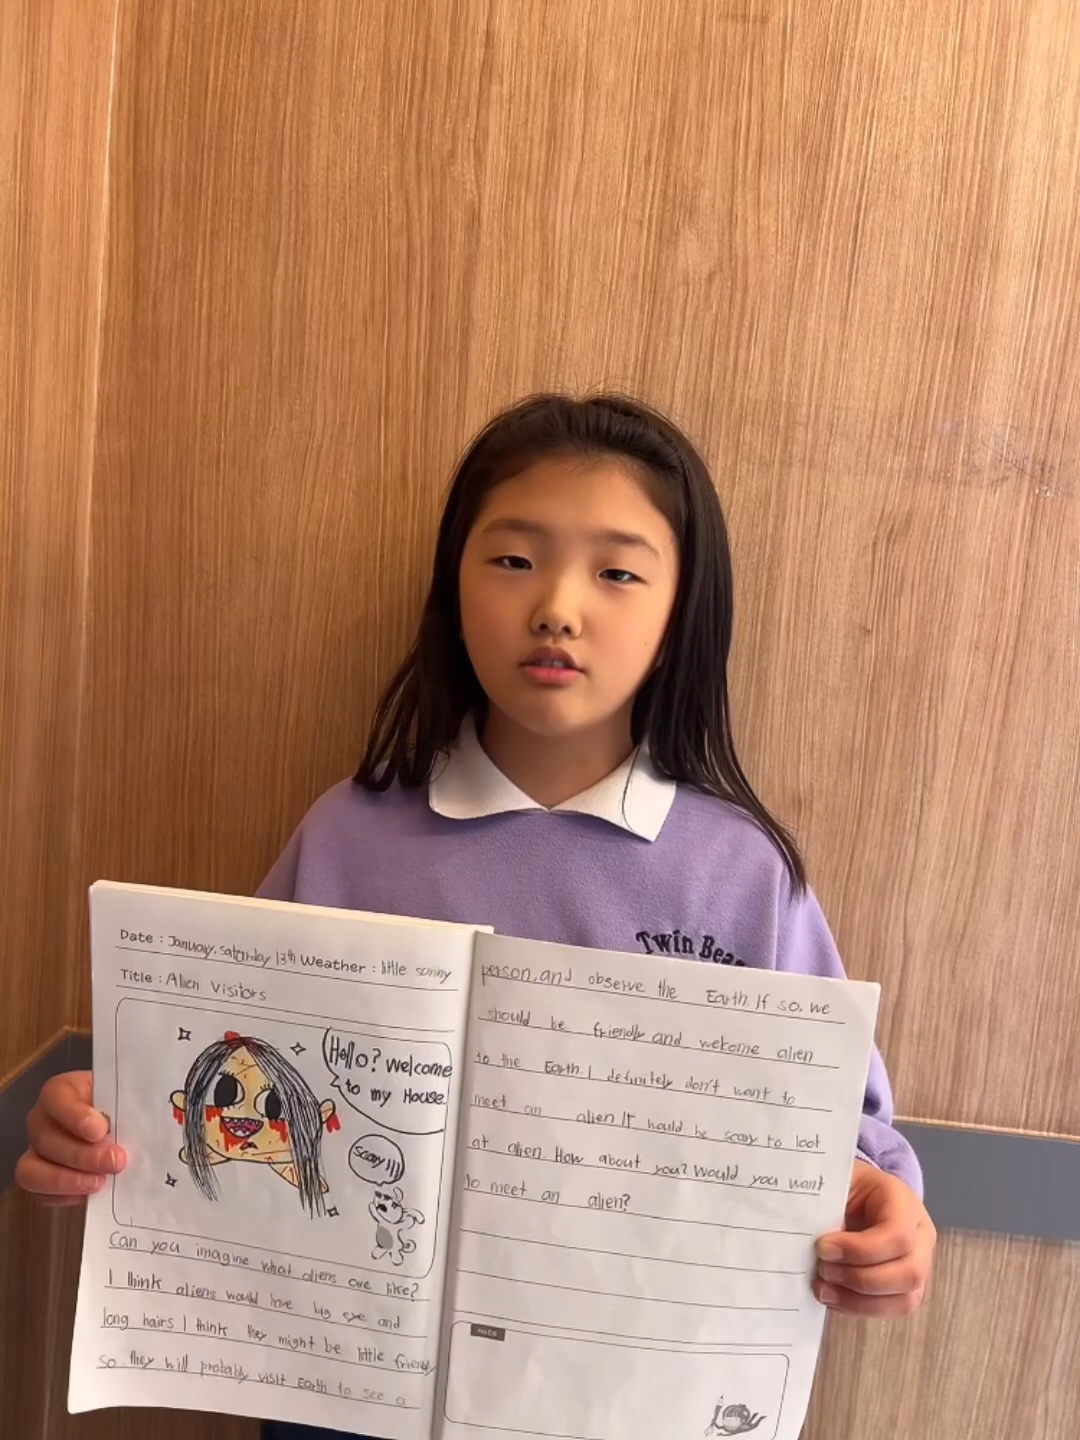 Twin Bea
Date : January, Saturday 13th Weather : little sunny
Title : Alien Visitors
Hello? Welcome
to my House.
Scary!!!
Can you imagine what aliens are like?
I think aliens would have big eye and
long hairs. I think they might be little friendly
so, they will probably visit Earth to see a
person, and observe the Earth. If so, we
should be friendly and welcome alien
to the Earth. I definitely don't want to
meet an alien. It would be scary to look
at alien. How about you? Would you want
to meet an alien?
note